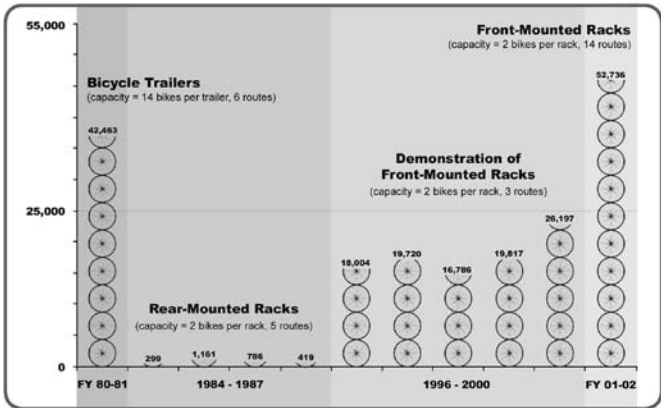 55,000
Front-Mounted Racks
(capacity = 2 bikes per rack, 14 routes)
52,736
Bicycle Trailers
(capacity = 14 bikes per trailer, 6 routes)
42,463
Demonstration of
Front-Mounted Racks
(capacity = 2 bikes per rack, 3 routes)
25,000
26,197
18,004
19,720
16,786
19,817
Rear-Mounted Racks
(capacity = 2 bikes per rack, 5 routes)
299
1,161
786
419
0
FY 80-81
1984 - 1987
1996 - 2000
FY 01-02